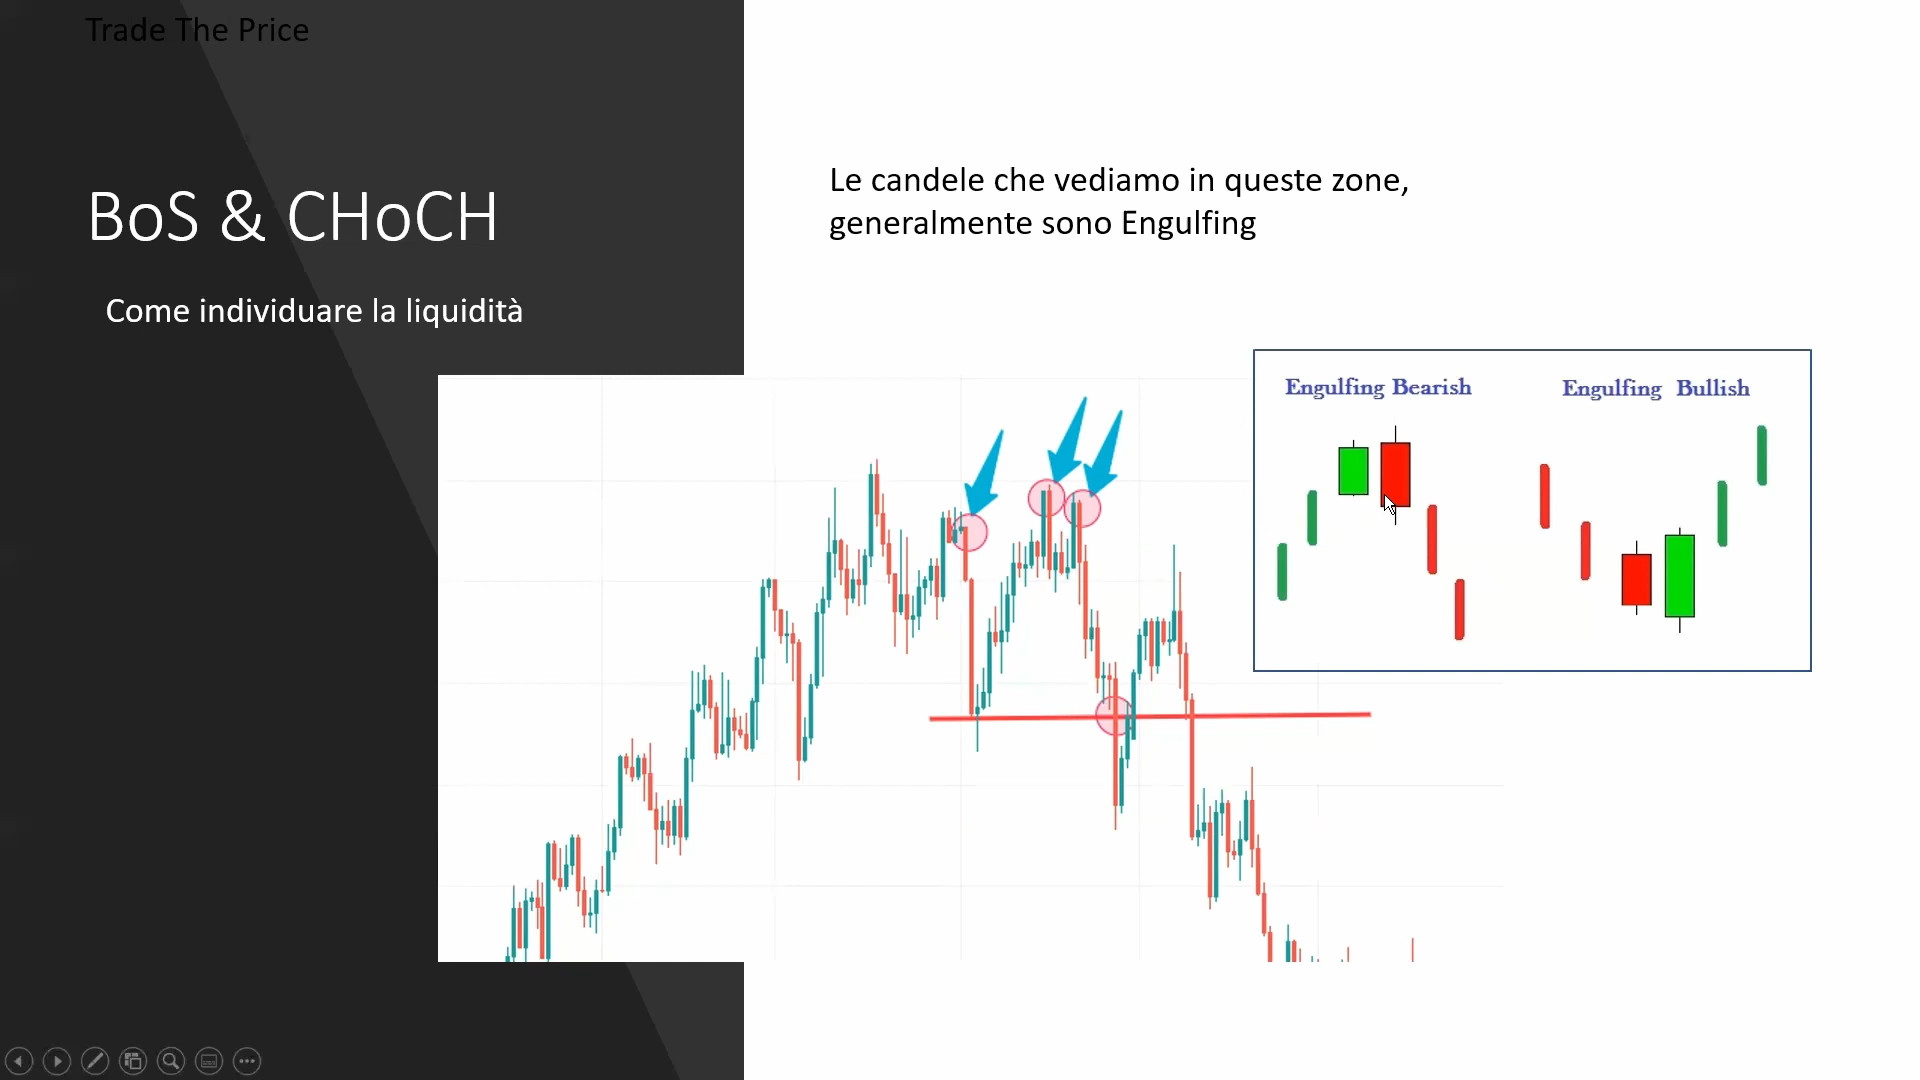 Trade The Price
BoS & CHoCH
Come individuare la liquidità
Le candele che vediamo in queste zone,
generalmente sono Engulfing
Engulfing Bearish
Engulfing Bullish